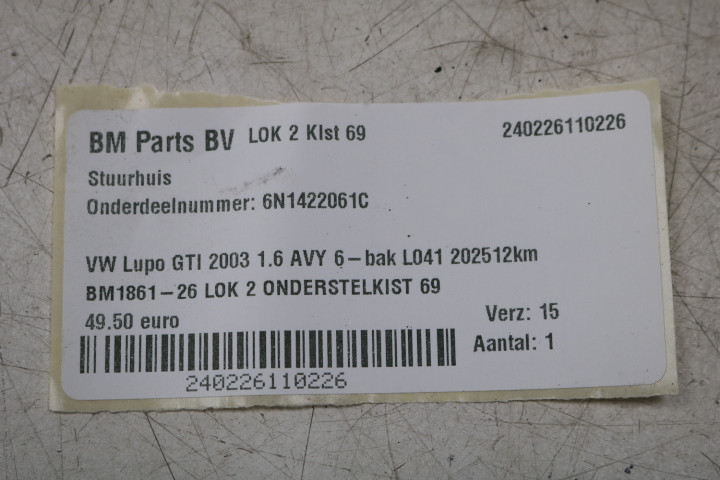 BM Parts BV LOK 2 KIst 69 240226110226
Stuurhuis
Onderdeelnummer: 6N1422061C
VW Lupo GTI 2003 1.6 AVY 6-bak L041 202512km
BM1861-26 LOK 2 ONDERSTELKIST 69
49.50 euro Verz: 15
Aantal: 1
240226110226